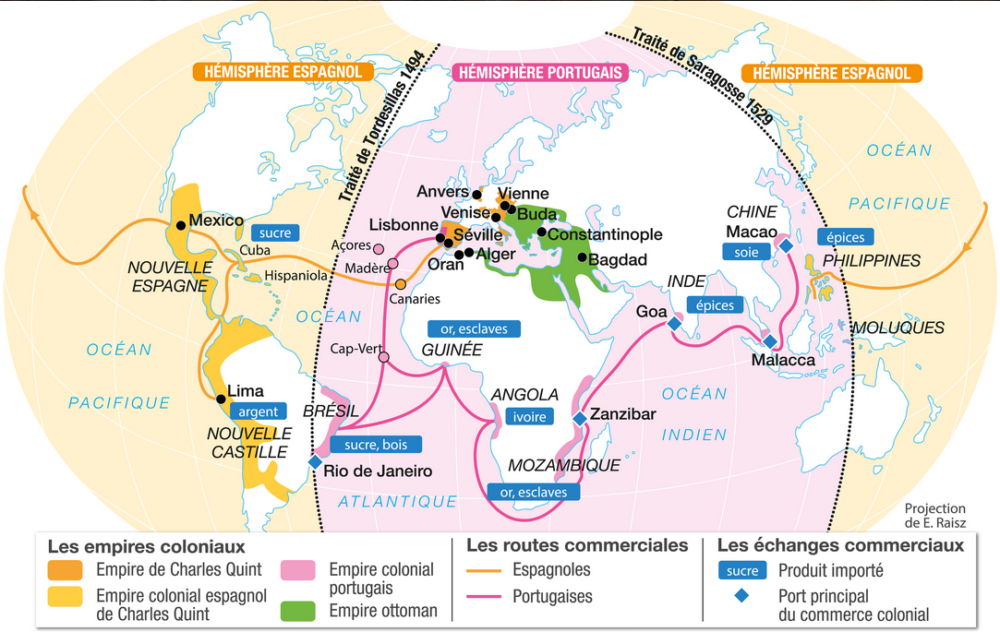 HÉMISPHÈRE ESPAGNOL
Traité de Tordesillas 1494
HÉMISPHÈRE PORTUGAIS
Traité de Saragosse 1529
HÉMISPHÈRE ESPAGNOL
OCÉAN
PACIFIQUE
Anvers
Vienne
Venise
Buda
Lisbonne
Séville
Constantinople
Oran
Alger
Bagdad
CHINE
Macao
soie
épices
PHILIPPINES
Mexico
sucre
Cuba
Hispaniola
NOUVELLE
ESPAGNE
Açores
Madère
Canaries
OCÉAN
Cap-Vert
or, esclaves
GUINÉE
INDE
épices
Goa
MOLUQUES
Malacca
OCÉAN
PACIFIQUE
Lima
argent
NOUVELLE
CASTILLE
BRÉSIL
sucre, bois
Rio de Janeiro
ATLANTIQUE
ANGOLA
ivoire
Zanzibar
MOZAMBIQUE
or, esclaves
OCÉAN
INDIEN
Projection
de E. Raisz
Les empires coloniaux
Empire de Charles Quint
Empire colonial espagnol
de Charles Quint
Empire colonial
portugais
Empire ottoman
Les routes commerciales
Espagnoles
Portugaises
Les échanges commerciaux
sucre
Produit importé
Port principal
du commerce colonial